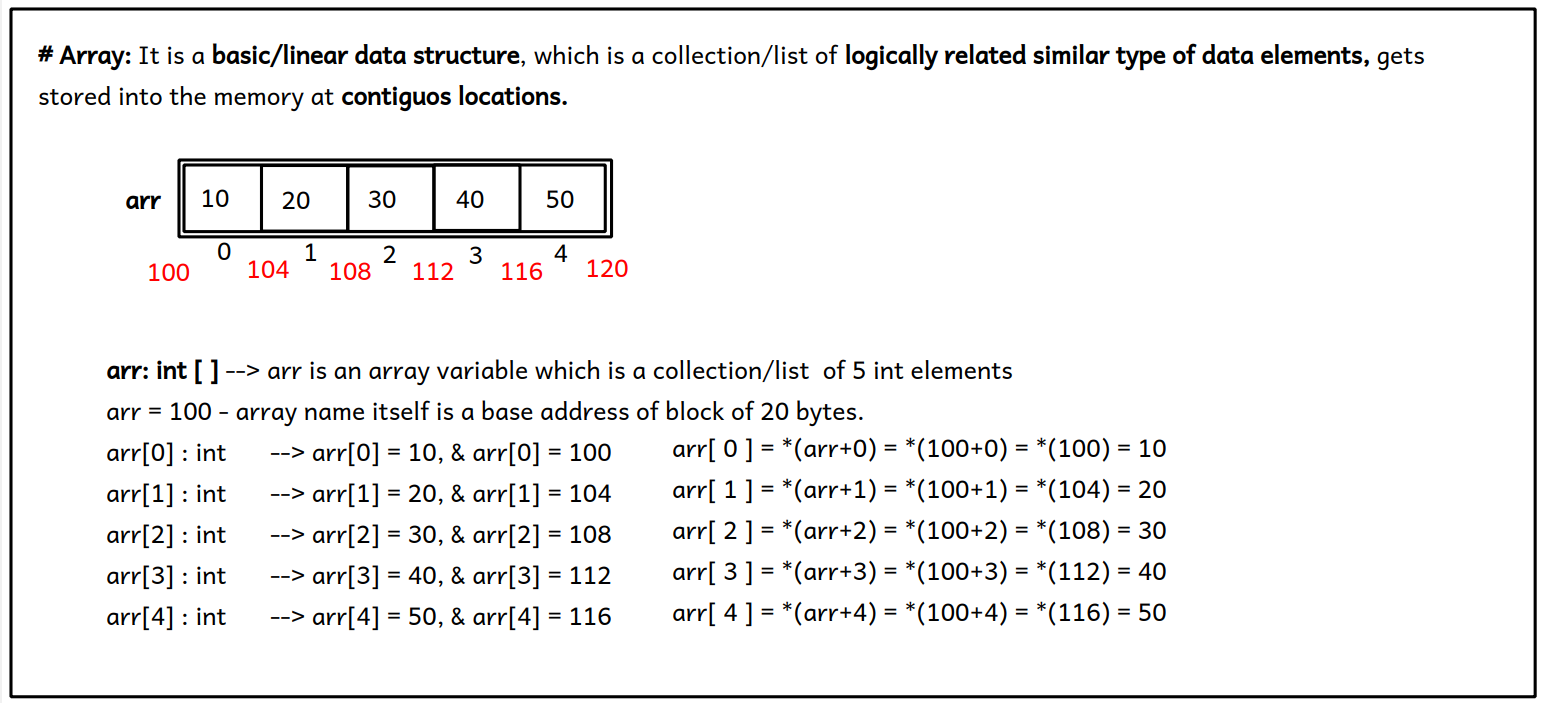 # Array: It is a basic/linear data structure, which is a collection/list of logically related similar type of data elements, gets
stored into the memory at contiguos locations.
arr 10 20 30 40 50
0 1 2 3 4
100 104 108 112 116 120
arr: int [ ] --> arr is an array variable which is a collection/list of 5 int elements
arr = 100 - array name itself is a base address of block of 20 bytes.
arr[0] : int --> arr[0] = 10, & arr[0] = 100 arr[ 0 ] = *(arr+0) = *(100+0) = *(100) = 10
arr[1] : int --> arr[1] = 20, & arr[1] = 104 arr[ 1 ] = *(arr+1) = *(100+1) = *(104) = 20
arr[2] : int --> arr[2] = 30, & arr[2] = 108 arr[ 2 ] = *(arr+2) = *(100+2) = *(108) = 30
arr[3] : int --> arr[3] = 40, & arr[3] = 112 arr[ 3 ] = *(arr+3) = *(100+3) = *(112) = 40
arr[4] : int --> arr[4] = 50, & arr[4] = 116 arr[ 4 ] = *(arr+4) = *(100+4) = *(116) = 50